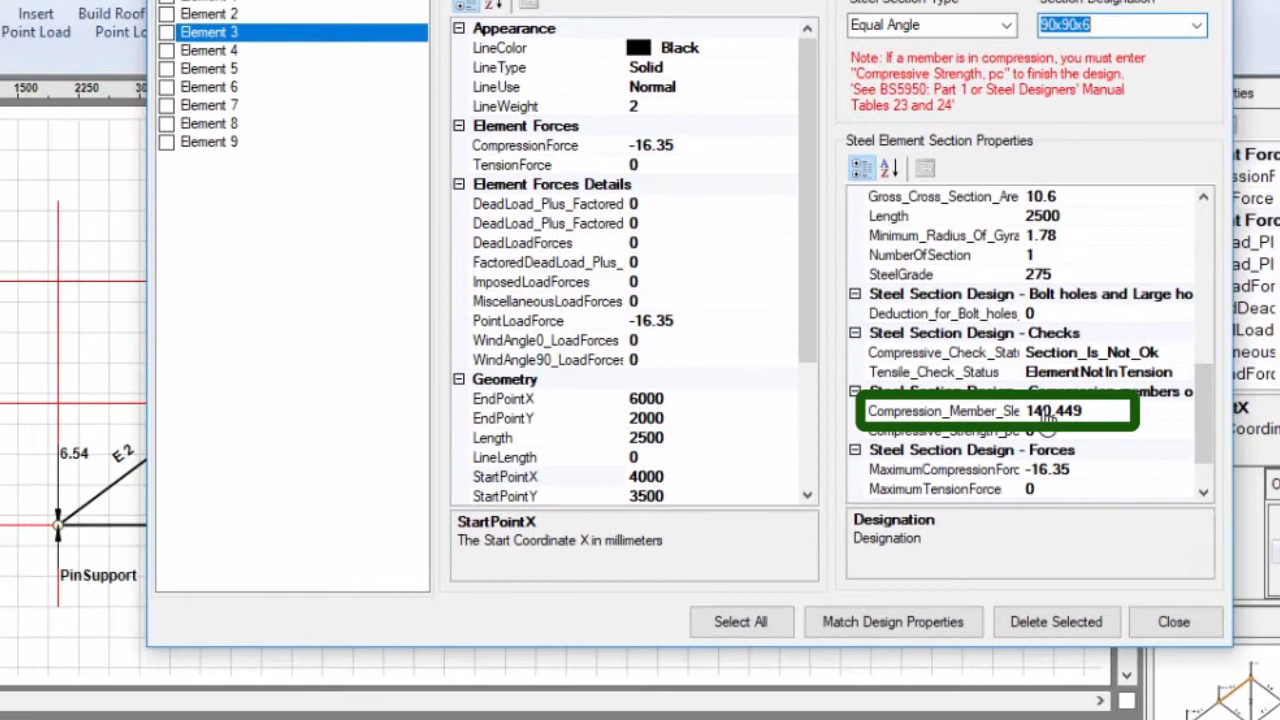 Insert
Point Load
Build Roof
Point Lo
1500
2250
Element 2
Element 3
Element 4
Element 5
Element 6
Element 7
Element 8
Element 9
6.54
E 2
PinSupport
Appearance
LineColor Black
LineType Solid
LineUse Normal
LineWeight 2
Element Forces
CompressionForce -16.35
TensionForce 0
Element Forces Details
DeadLoad_Plus_Factored 0
DeadLoad_Plus_Factored 0
DeadLoadForces 0
FactoredDeadLoad_Plus_ 0
ImposedLoadForces 0
MiscellaneousLoadForces 0
PointLoadForce -16.35
WindAngle0_LoadForces 0
WindAngle90_LoadForces 0
Geometry
EndPointX 6000
EndPointY 2000
Length 2500
LineLength 0
StartPointX 4000
StartPointY 3500
StartPointX
The Start Coordinate X in millimeters
Equal Angle
90x90x6
Note: If a member is in compression, you must enter
"Compressive Strength, pc" to finish the design.
'See BS5950: Part 1 or Steel Designers' Manual
Tables 23 and 24'
Steel Element Section Properties
Gross_Cross_Section_Are 10.6
Length 2500
Minimum_Radius_Of_Gyra 1.78
NumberOfSection 1
SteelGrade 275
Steel Section Design - Bolt holes and Large ho
Deduction_for_Bolt_holes_ 0
Steel Section Design - Checks
Compressive_Check_Stat Section_Is_Not_Ok
Tensile_Check_Status ElementNotInTension
Steel Section Design - Compression members o
Compression_Member_Sle 140.449
Compressive_Strength_pc 0
Steel Section Design - Forces
MaximumCompressionForc -16.35
MaximumTensionForce 0
Designation
Designation
Select All
Match Design Properties
Delete Selected
Close